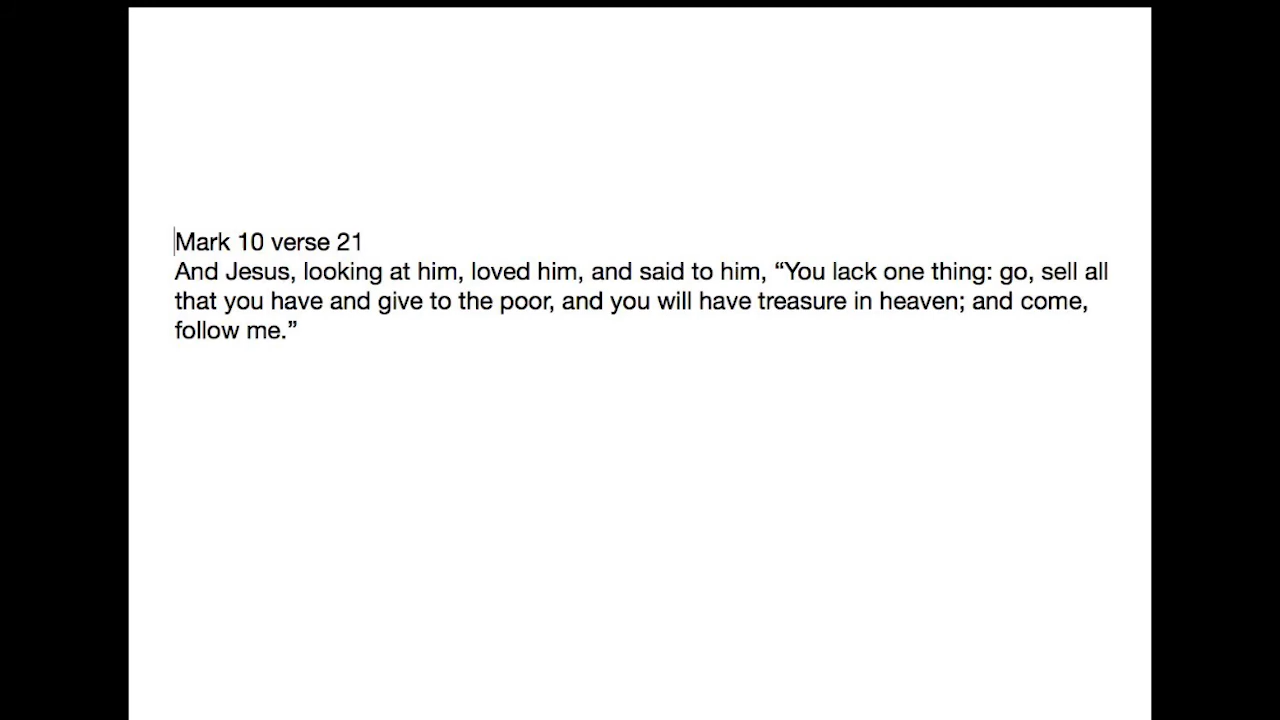 Mark 10 verse 21
And Jesus, looking at him, loved him, and said to him, “You lack one thing: go, sell all
that you have and give to the poor, and you will have treasure in heaven; and come,
follow me.”